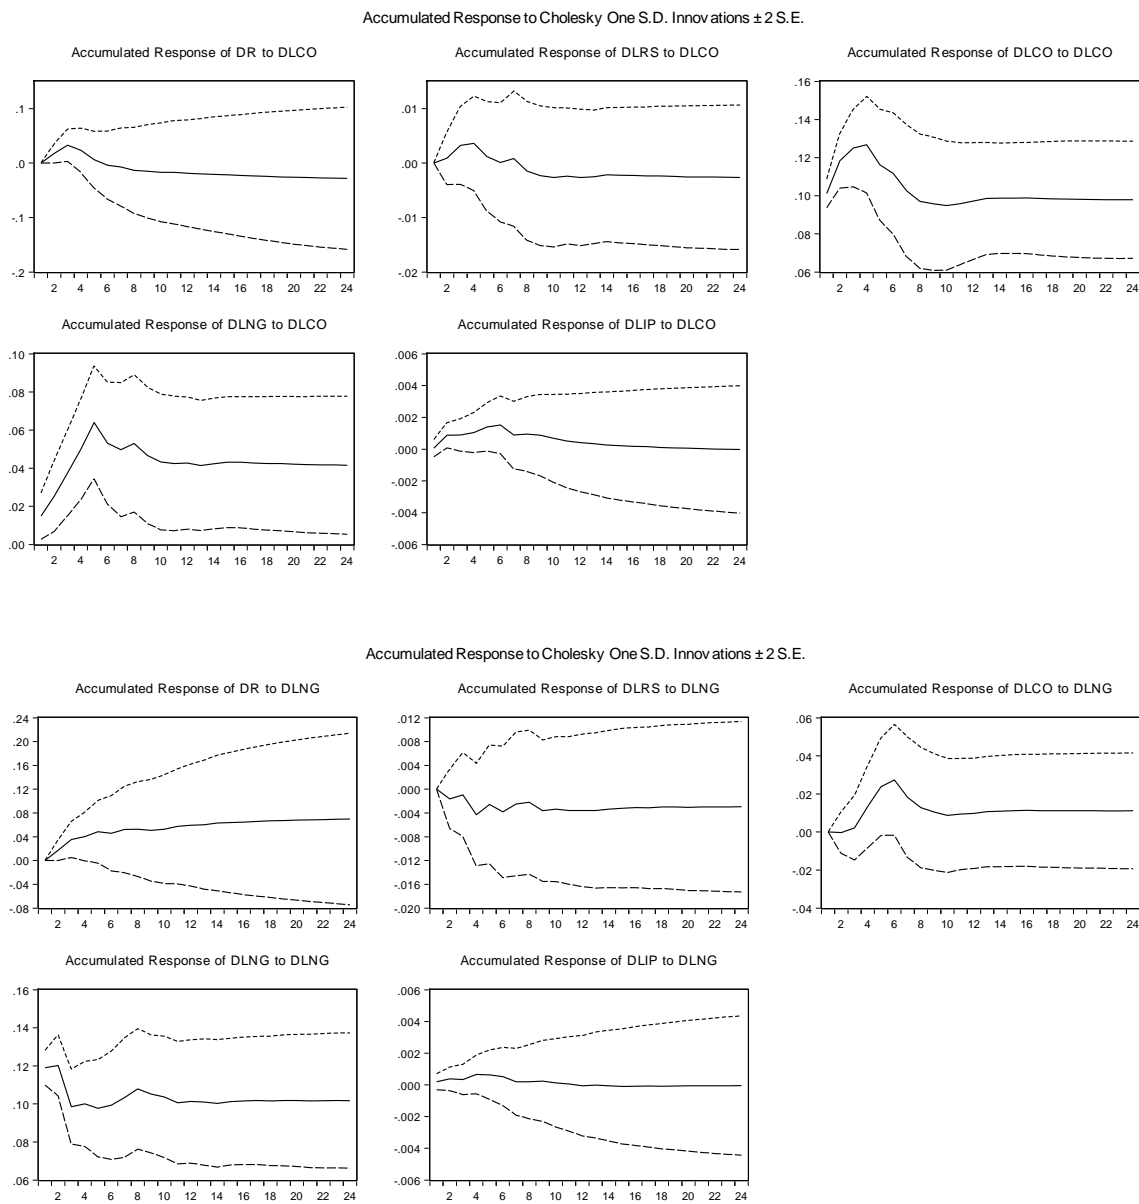 Accumulated Response to Cholesky One S.D. Innovations ± 2 S.E.
Accumulated Response of DR to DLCO
.1
.0
-.1
-.2
2 4 6 8 10 12 14 16 18 20 22 24
Accumulated Response of DLRS to DLCO
.01
.00
-.01
-.02
2 4 6 8 10 12 14 16 18 20 22 24
Accumulated Response of DLCO to DLCO
.16
.14
.12
.10
.08
.06
2 4 6 8 10 12 14 16 18 20 22 24
Accumulated Response of DLNG to DLCO
.10
.08
.06
.04
.02
.00
2 4 6 8 10 12 14 16 18 20 22 24
Accumulated Response of DLIP to DLCO
.006
.004
.002
.000
-.002
-.004
-.006
2 4 6 8 10 12 14 16 18 20 22 24
Accumulated Response to Cholesky One S.D. Innovations ± 2 S.E.
Accumulated Response of DR to DLNG
.24
.20
.16
.12
.08
.04
.00
-.04
-.08
2 4 6 8 10 12 14 16 18 20 22 24
Accumulated Response of DLRS to DLNG
.012
.008
.004
.000
-.004
-.008
-.012
-.016
-.020
2 4 6 8 10 12 14 16 18 20 22 24
Accumulated Response of DLCO to DLNG
.06
.04
.02
.00
-.02
-.04
2 4 6 8 10 12 14 16 18 20 22 24
Accumulated Response of DLNG to DLNG
.16
.14
.12
.10
.08
.06
2 4 6 8 10 12 14 16 18 20 22 24
Accumulated Response of DLIP to DLNG
.006
.004
.002
.000
-.002
-.004
-.006
2 4 6 8 10 12 14 16 18 20 22 24